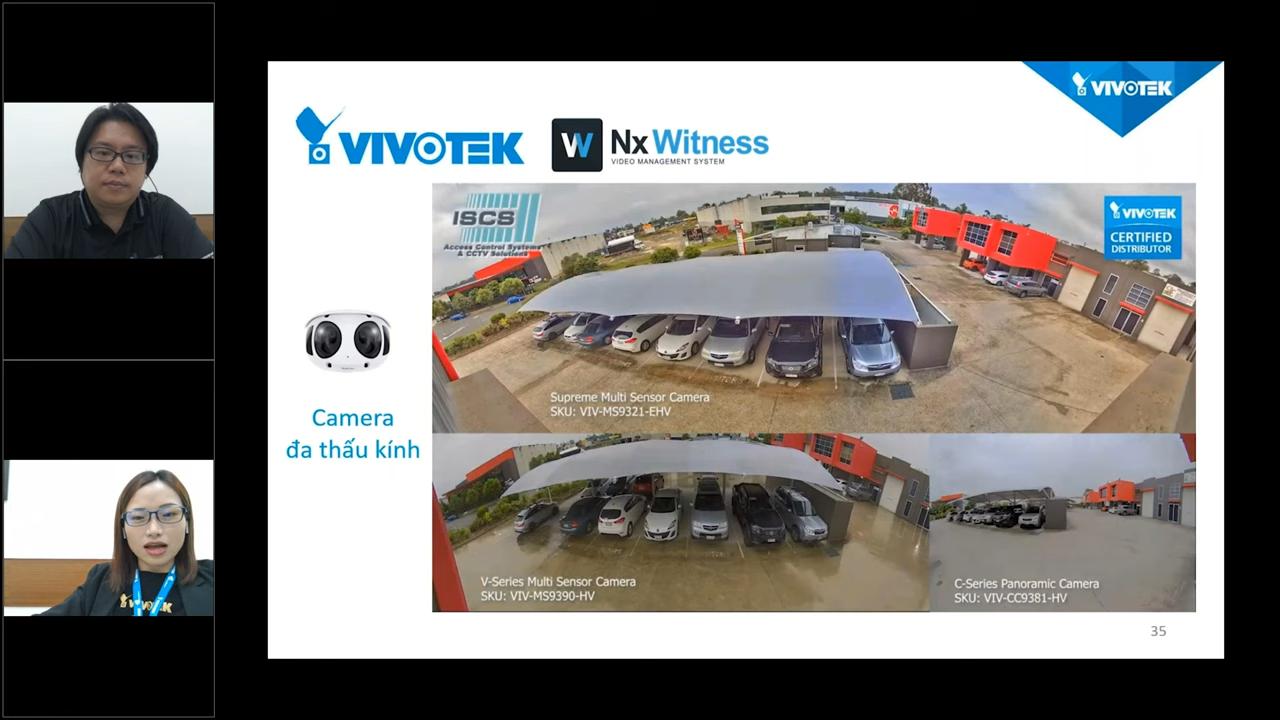 VIVOTEK
VIVOTEK
Nx Witness
VIDEO MANAGEMENT SYSTEM
ISCS
Access Control Systems
& CCTV Solutions
VIVOTEK
CERTIFIED
DISTRIBUTOR
Camera
đa thấu kính
Supreme Multi Sensor Camera
SKU: VIV-MS9321-EHV
V-Series Multi Sensor Camera
SKU: VIV-MS9390-HV
C-Series Panoramic Camera
SKU: VIV-CC9381-HV
35
VIVOTEK